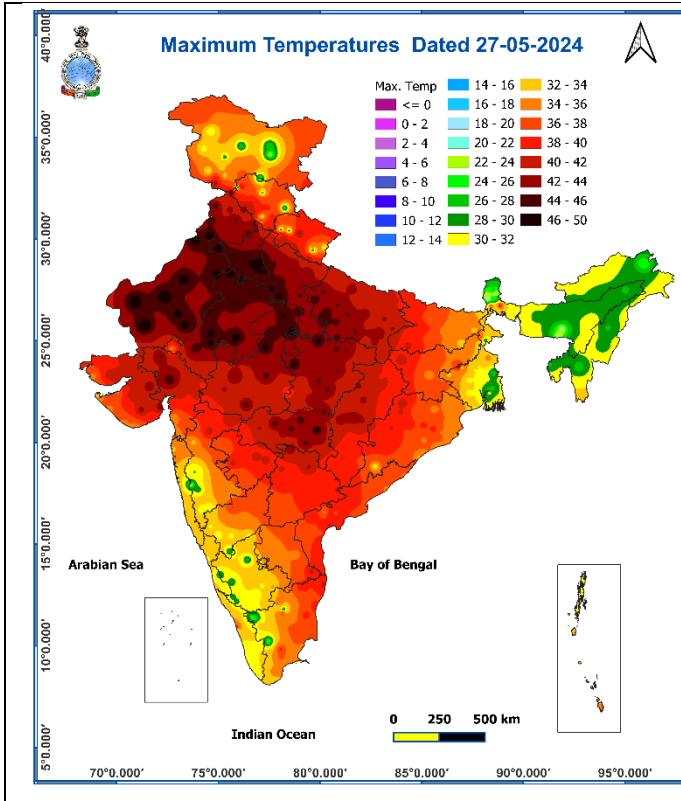 Maximum Temperatures Dated 27-05-2024
Max. Temp
<= 0
0 - 2
2 - 4
4 - 6
6 - 8
8 - 10
10 - 12
12 - 14
14 - 16
16 - 18
18 - 20
20 - 22
22 - 24
24 - 26
26 - 28
28 - 30
30 - 32
32 - 34
34 - 36
36 - 38
38 - 40
40 - 42
42 - 44
44 - 46
46 - 50
40°0.000'
35°0.000'
30°0.000'
25°0.000'
20°0.000'
15°0.000'
10°0.000'
5°0.000'
Arabian Sea
Bay of Bengal
Indian Ocean
0 250 500 km
70°0.000' 75°0.000' 80°0.000' 85°0.000' 90°0.000' 95°0.000'